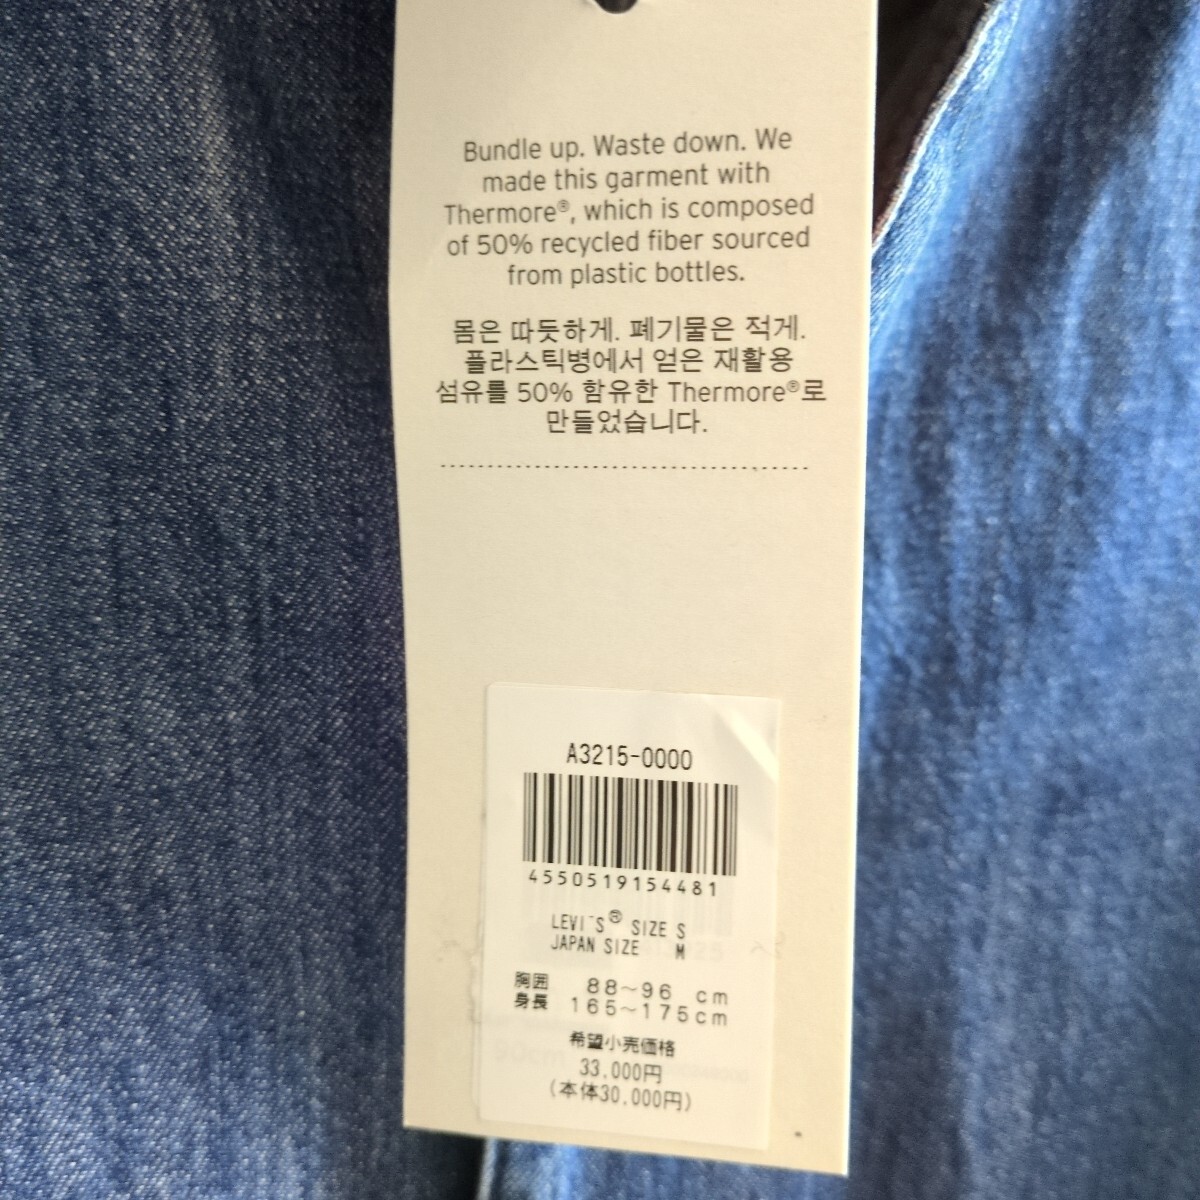 Bundle up. Waste down. We
made this garment with
Thermore®, which is composed
of 50% recycled fiber sourced
from plastic bottles.
몸은 따듯하게. 폐기물은 적게.
플라스틱병에서 얻은 재활용
섬유를 50% 함유한 Thermore®로
만들었습니다.
A3215-0000
4550519154481
LEVI'S® SIZE S
JAPAN SIZE M
胸囲 88~96 cm
身長 165~175cm
希望小売価格
33,000円
(本体30,000円)